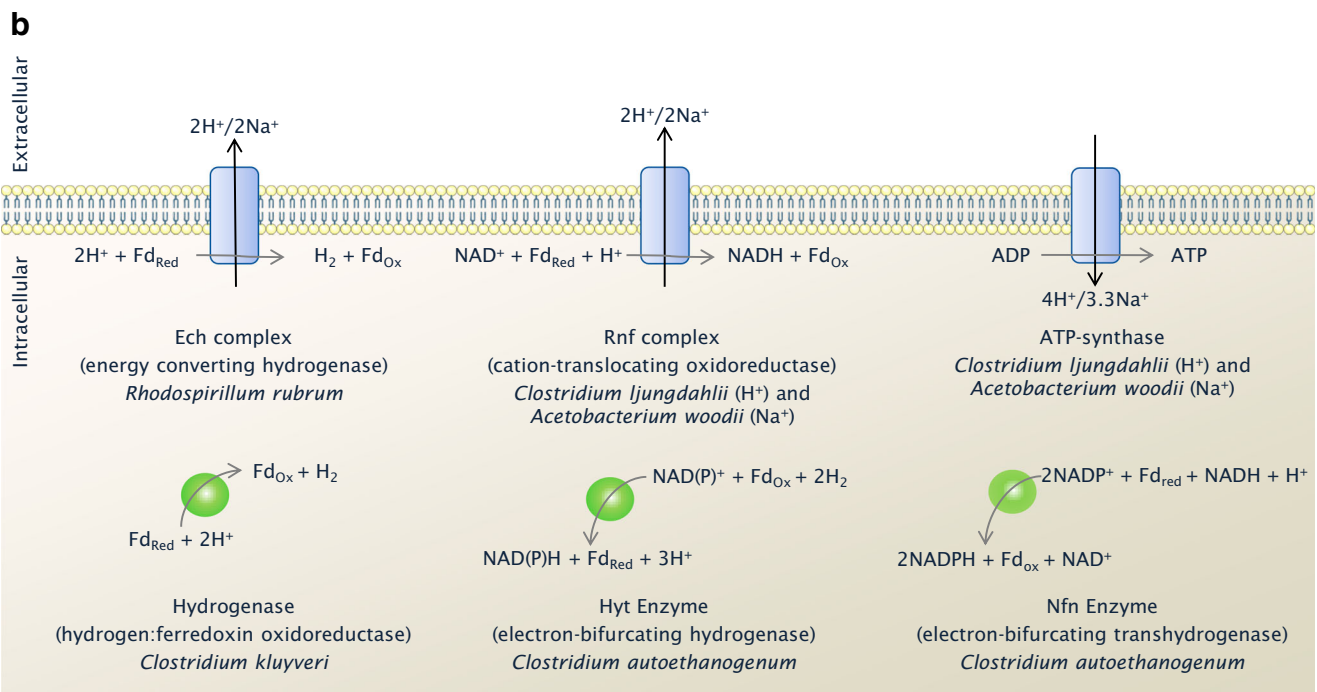 b
Extracellular
Intracellular
2H⁺/2Na⁺
2H⁺ + Fd_Red
H₂ + Fd_Ox
Ech complex
(energy converting hydrogenase)
Rhodospirillum rubrum
2H⁺/2Na⁺
NAD⁺ + Fd_Red + H⁺
NADH + Fd_Ox
Rnf complex
(cation-translocating oxidoreductase)
Clostridium ljungdahlii (H⁺) and
Acetobacterium woodii (Na⁺)
ADP
ATP
4H⁺/3.3Na⁺
ATP-synthase
Clostridium ljungdahlii (H⁺) and
Acetobacterium woodii (Na⁺)
Fd_Ox + H₂
Fd_Red + 2H⁺
Hydrogenase
(hydrogen:ferredoxin oxidoreductase)
Clostridium kluyveri
NAD(P)⁺ + Fd_Ox + 2H₂
NAD(P)H + Fd_Red + 3H⁺
Hyt Enzyme
(electron-bifurcating hydrogenase)
Clostridium autoethanogenum
2NADP⁺ + Fd_red + NADH + H⁺
2NADPH + Fd_ox + NAD⁺
Nfn Enzyme
(electron-bifurcating transhydrogenase)
Clostridium autoethanogenum